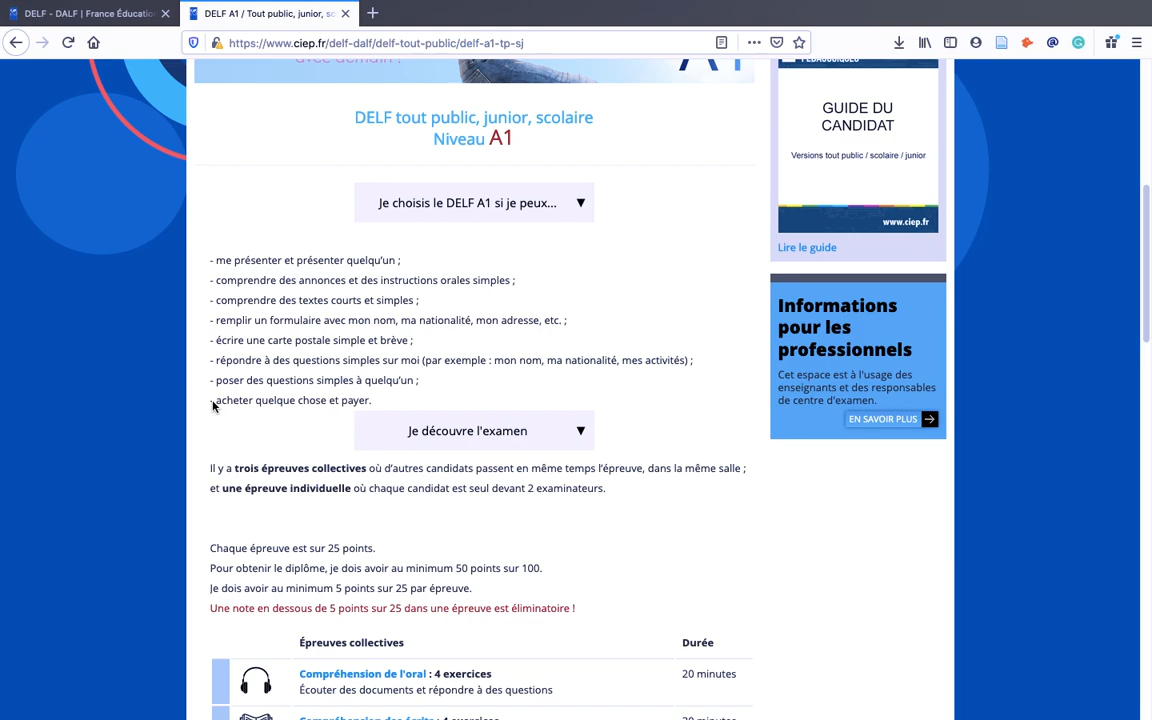 DELF - DALF | France Éducatio
DELF A1 / Tout public, junior, sc
https://www.ciep.fr/delf-dalf/delf-tout-public/delf-a1-tp-sj
DELF tout public, junior, scolaire
Niveau A1
Je choisis le DELF A1 si je peux... ▼
- me présenter et présenter quelqu'un ;
- comprendre des annonces et des instructions orales simples ;
- comprendre des textes courts et simples ;
- remplir un formulaire avec mon nom, ma nationalité, mon adresse, etc. ;
- écrire une carte postale simple et brève ;
- répondre à des questions simples sur moi (par exemple : mon nom, ma nationalité, mes activités) ;
- poser des questions simples à quelqu'un ;
- acheter quelque chose et payer.
Je découvre l'examen ▼
Il y a trois épreuves collectives où d'autres candidats passent en même temps l'épreuve, dans la même salle ;
et une épreuve individuelle où chaque candidat est seul devant 2 examinateurs.
Chaque épreuve est sur 25 points.
Pour obtenir le diplôme, je dois avoir au minimum 50 points sur 100.
Je dois avoir au minimum 5 points sur 25 par épreuve.
Une note en dessous de 5 points sur 25 dans une épreuve est éliminatoire !
Épreuves collectives Durée
Compréhension de l'oral : 4 exercices 20 minutes
Écouter des documents et répondre à des questions
GUIDE DU
CANDIDAT
Versions tout public / scolaire / junior
www.ciep.fr
Lire le guide
Informations
pour les
professionnels
Cet espace est à l'usage des
enseignants et des responsables
de centre d'examen.
EN SAVOIR PLUS